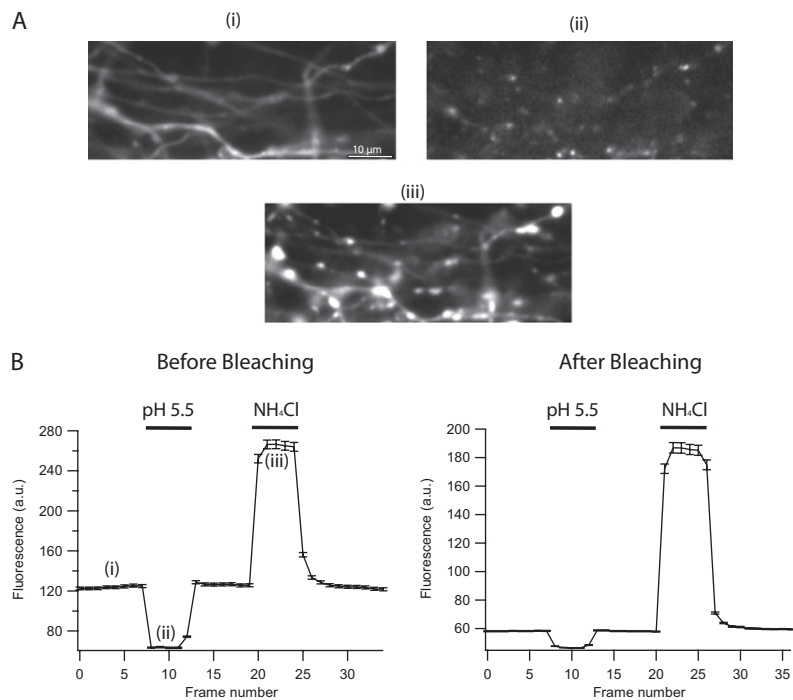 A
(i)
(ii)
10 µm
(iii)
B
Before Bleaching
After Bleaching
pH 5.5
NH₄Cl
280
240
200
160
120
80
Fluorescence (a.u.)
(i)
(ii)
(iii)
0 5 10 15 20 25 30
Frame number
pH 5.5
NH₄Cl
200
180
160
140
120
100
80
60
Fluorescence (a.u.)
0 5 10 15 20 25 30 35
Frame number